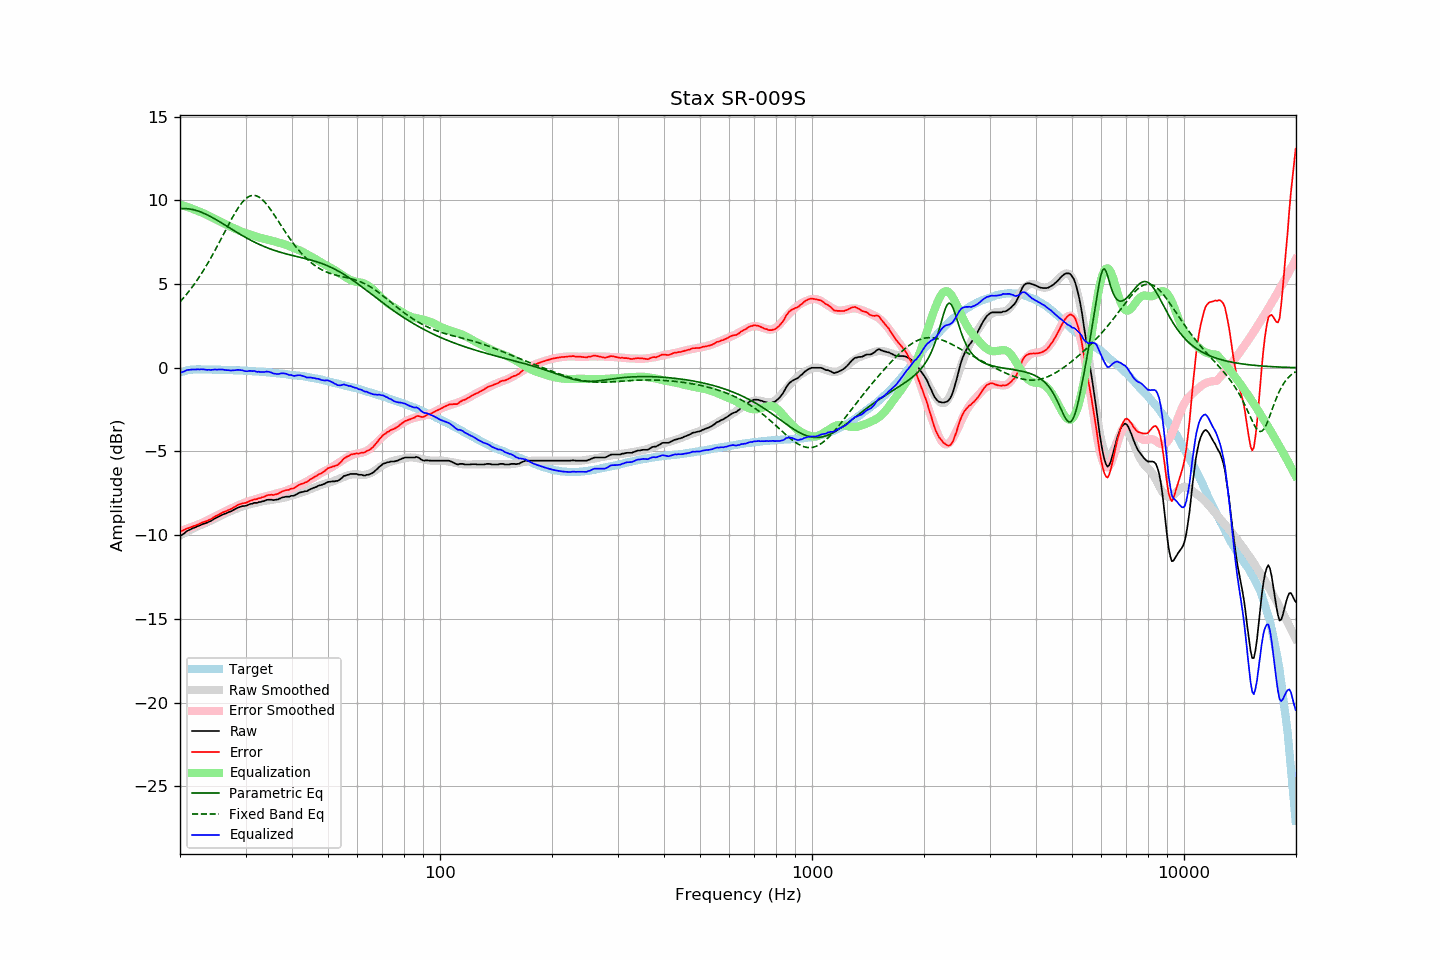 Stax SR-009S
Amplitude (dBr)
15
10
5
0
−5
−10
−15
−20
−25
Target
Raw Smoothed
Error Smoothed
Raw
Error
Equalization
Parametric Eq
Fixed Band Eq
Equalized
100
1000
10000
Frequency (Hz)